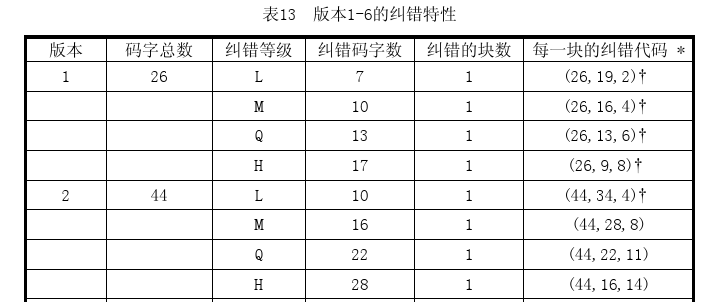 表13 版本1-6的纠错特性
版本 码字总数 纠错等级 纠错码字数 纠错的块数 每一块的纠错代码 *
1 26 L 7 1 (26,19,2)†
M 10 1 (26,16,4)†
Q 13 1 (26,13,6)†
H 17 1 (26,9,8)†
2 44 L 10 1 (44,34,4)†
M 16 1 (44,28,8)
Q 22 1 (44,22,11)
H 28 1 (44,16,14)